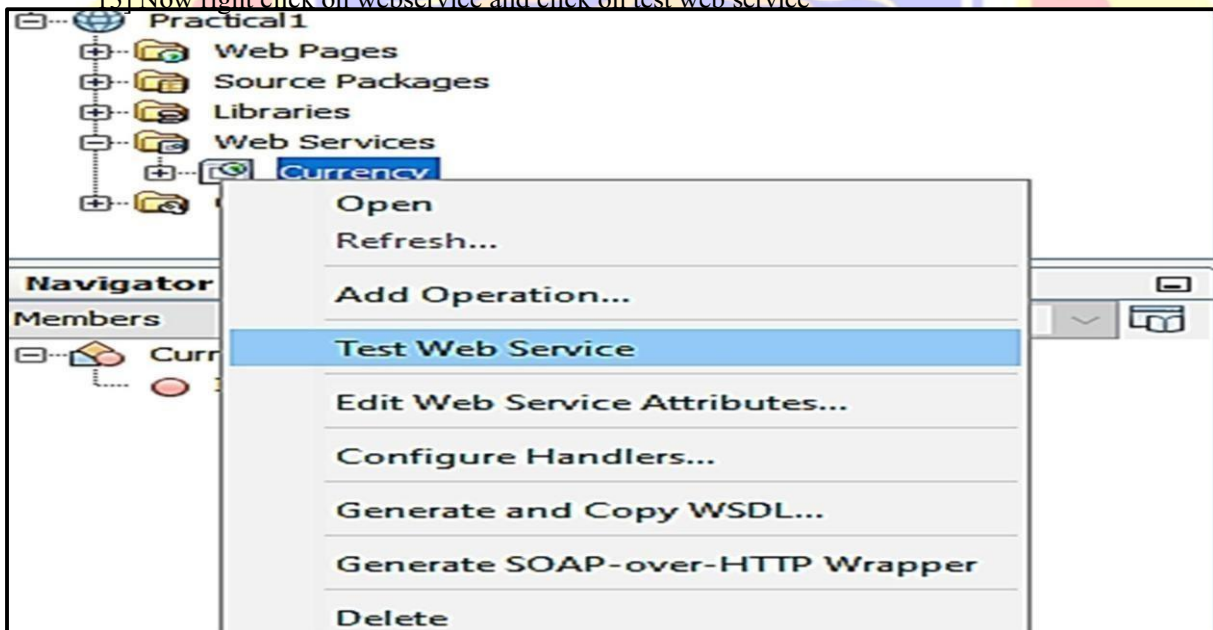 Now right click on webservice and click on test web service
Practical1
Web Pages
Source Packages
Libraries
Web Services
Currency
Open
Refresh...
Navigator
Add Operation...
Members
Test Web Service
Curr
Edit Web Service Attributes...
Configure Handlers...
Generate and Copy WSDL...
Generate SOAP-over-HTTP Wrapper
Delete